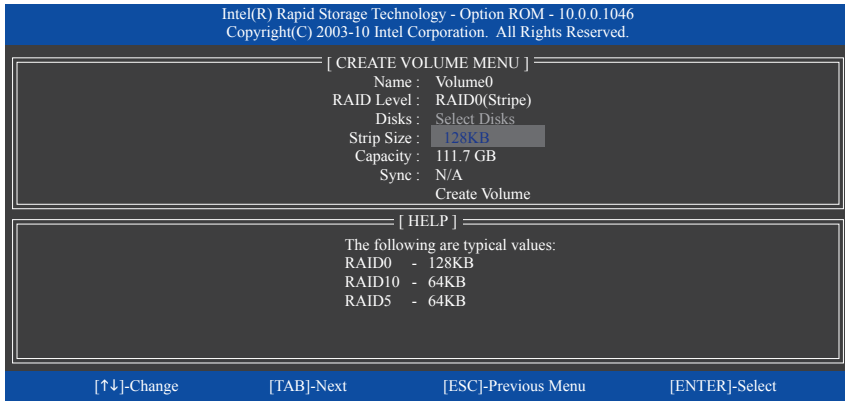 Intel(R) Rapid Storage Technology - Option ROM - 10.0.0.1046
Copyright(C) 2003-10 Intel Corporation.  All Rights Reserved.
[ CREATE VOLUME MENU ]
Name : Volume0
RAID Level : RAID0(Stripe)
Disks : Select Disks
Strip Size : 128KB
Capacity : 111.7 GB
Sync : N/A
Create Volume
[ HELP ]
The following are typical values:
RAID0 - 128KB
RAID10 - 64KB
RAID5 - 64KB
[↑↓]-Change [TAB]-Next [ESC]-Previous Menu [ENTER]-Select